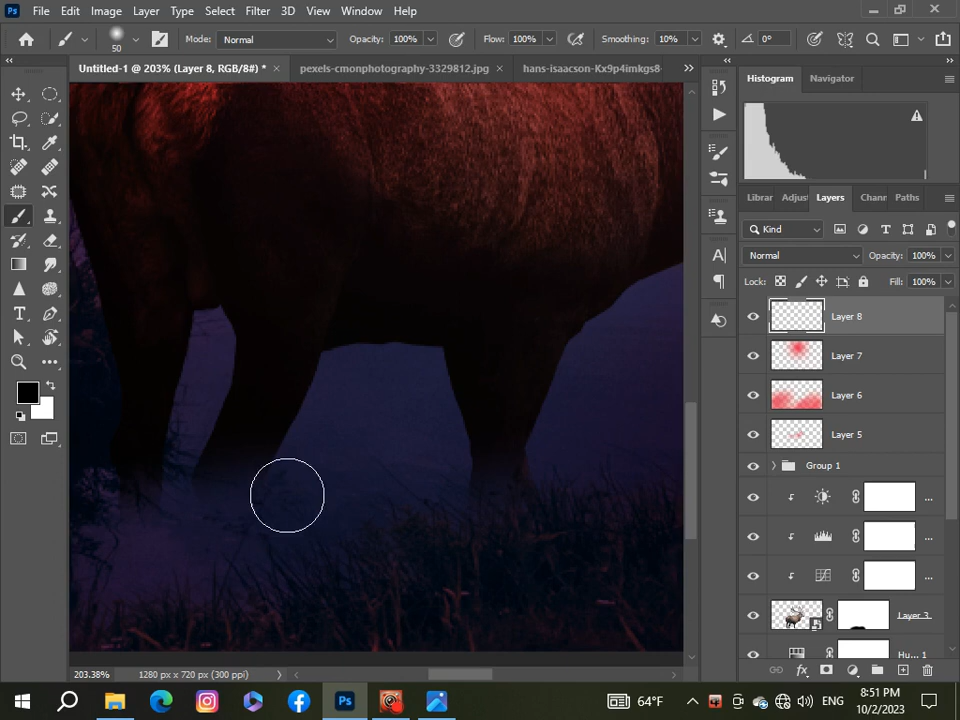 Ps File Edit Image Layer Type Select Filter 3D View Window Help
50 Mode: Normal Opacity: 100% Flow: 100% Smoothing: 10% 0°
Untitled-1 @ 203% (Layer 8, RGB/8#) * × pexels-cmonphotography-3329812.jpg × hans-isaacson-Kx9p4imkgs8-
Histogram Navigator
Librar Adjus Layers Chann Paths
Kind
Normal Opacity: 100%
Lock: Fill: 100%
Layer 8
Layer 7
Layer 6
Layer 5
Group 1
...
...
...
Layer 3
Hu... 1
203.38% 1280 px x 720 px (300 ppi)
Ps 64°F ENG 8:51 PM
10/2/2023